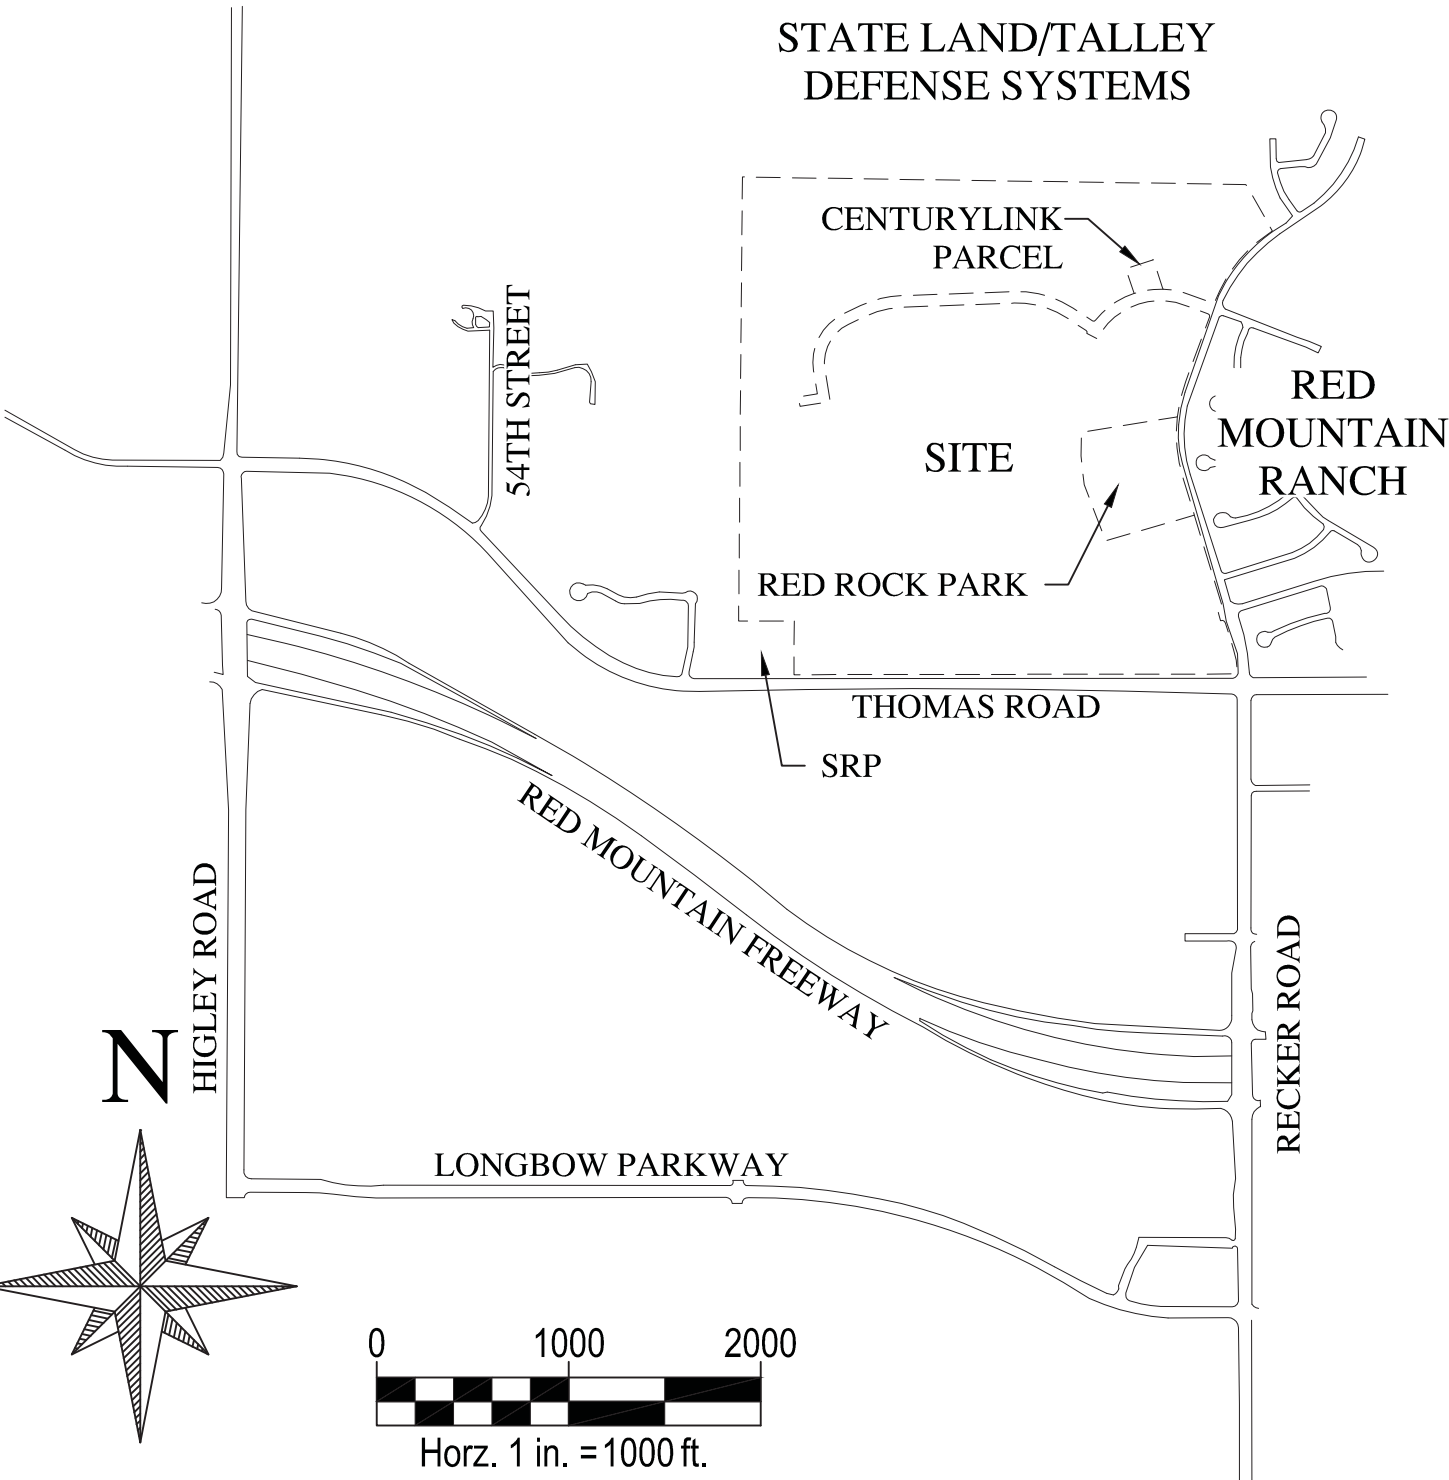 STATE LAND/TALLEY
DEFENSE SYSTEMS
CENTURYLINK
PARCEL
54TH STREET
RED
MOUNTAIN
RANCH
SITE
RED ROCK PARK
THOMAS ROAD
SRP
RED MOUNTAIN FREEWAY
HIGLEY ROAD
RECKER ROAD
N
LONGBOW PARKWAY
0 1000 2000
Horz. 1 in. = 1000 ft.